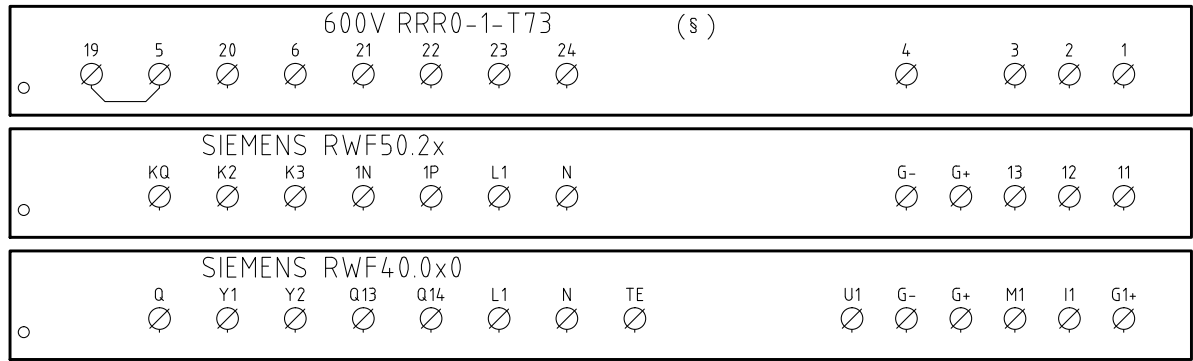 600V RRR0-1-T73 (§)
19 5 20 6 21 22 23 24 4 3 2 1
SIEMENS RWF50.2x
KQ K2 K3 1N 1P L1 N G- G+ 13 12 11
SIEMENS RWF40.0x0
Q Y1 Y2 Q13 Q14 L1 N TE U1 G- G+ M1 I1 G1+